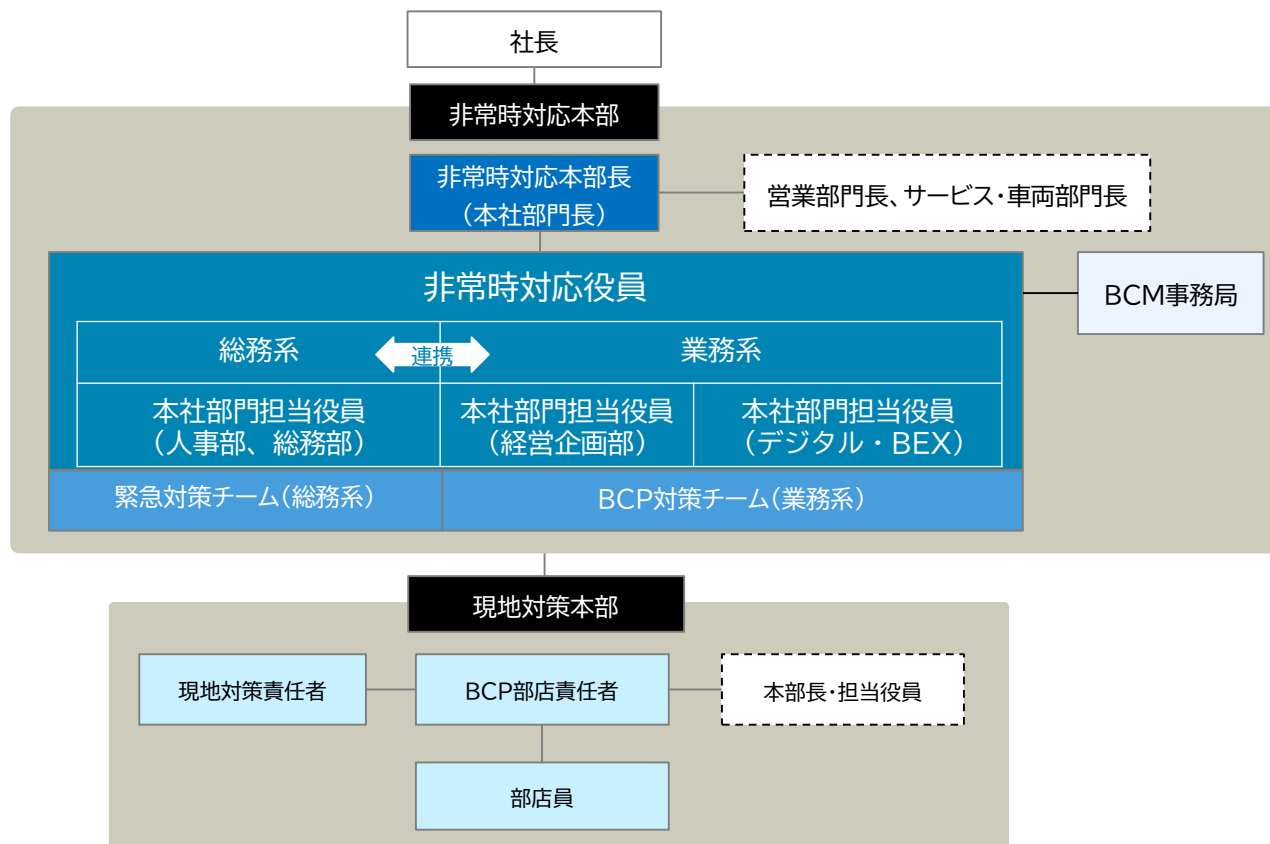 社長
非常時対応本部
非常時対応本部長
（本社部門長）
営業部門長、サービス・車両部門長
非常時対応役員
BCM事務局
総務系
連携
業務系
本社部門担当役員
（人事部、総務部）
本社部門担当役員
（経営企画部）
本社部門担当役員
（デジタル・BEX）
緊急対策チーム(総務系)
BCP対策チーム(業務系)
現地対策本部
現地対策責任者
BCP部店責任者
本部長・担当役員
部店員